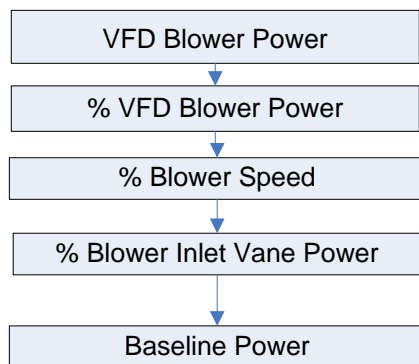 VFD Blower Power
% VFD Blower Power
% Blower Speed
% Blower Inlet Vane Power
Baseline Power